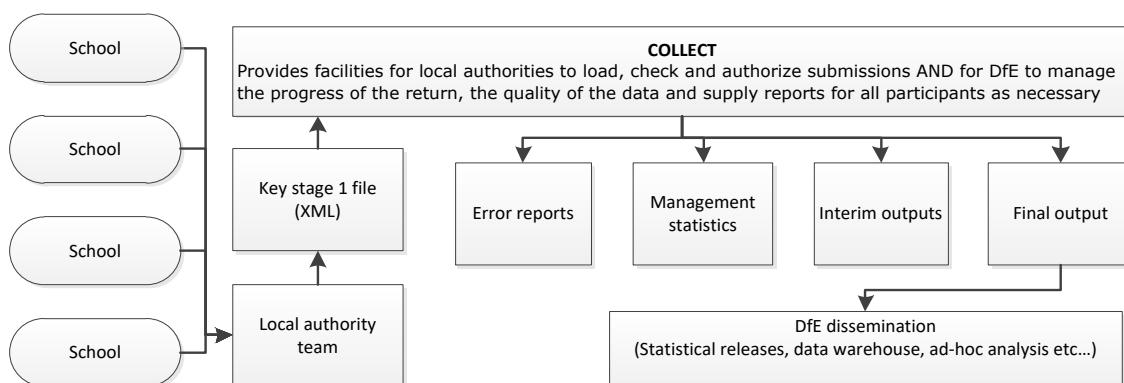 School
School
School
School
COLLECT
Provides facilities for local authorities to load, check and authorize submissions AND for DfE to manage
the progress of the return, the quality of the data and supply reports for all participants as necessary
Key stage 1 file
(XML)
Local authority
team
Error reports
Management
statistics
Interim outputs
Final output
DfE dissemination
(Statistical releases, data warehouse, ad-hoc analysis etc…)